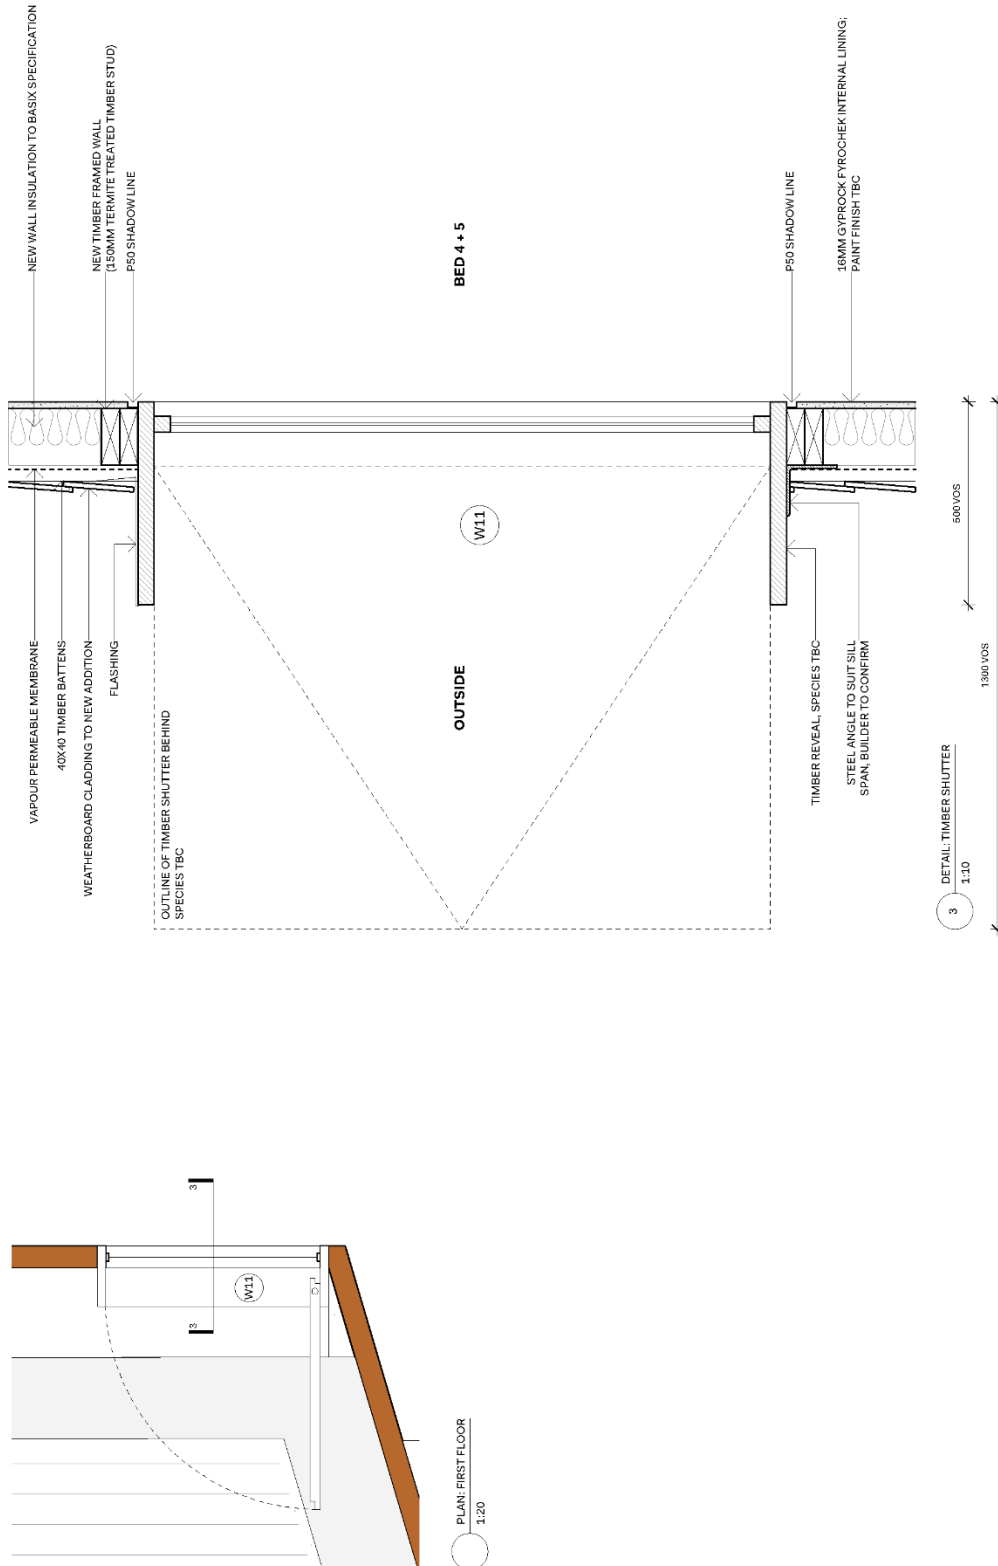 NEW WALL INSULATION TO BASIX SPECIFICATION
NEW TIMBER FRAMED WALL
(150MM TERMITE TREATED TIMBER STUD)
P50 SHADOW LINE
BED 4 + 5
P50 SHADOW LINE
16MM GYPROCK FYROCHEK INTERNAL LINING;
PAINT FINISH TBC
VAPOUR PERMEABLE MEMBRANE
40X40 TIMBER BATTENS
WEATHERBOARD CLADDING TO NEW ADDITION
FLASHING
OUTLINE OF TIMBER SHUTTER BEHIND
SPECIES TBC
W11
OUTSIDE
TIMBER REVEAL, SPECIES TBC
STEEL ANGLE TO SUIT SILL
SPAN, BUILDER TO CONFIRM
500 VOS
1300 VOS
3
DETAIL: TIMBER SHUTTER
1:10
3
3
W11
PLAN: FIRST FLOOR
1:20